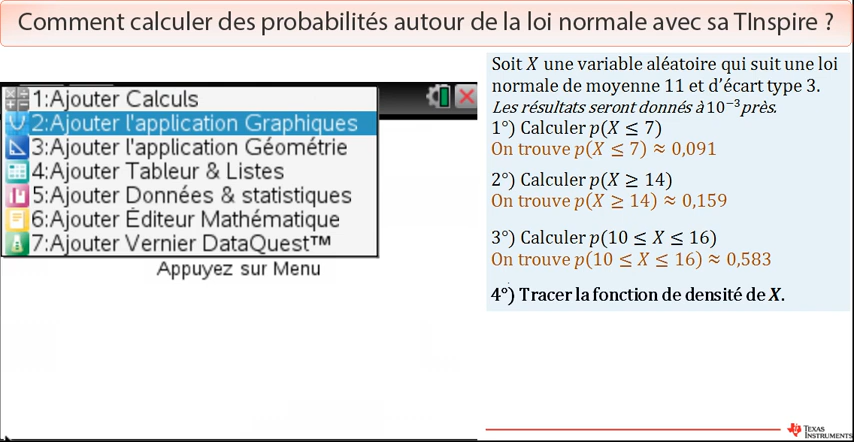 Comment calculer des probabilités autour de la loi normale avec sa TInspire ?
1:Ajouter Calculs
2:Ajouter l'application Graphiques
3:Ajouter l'application Géométrie
4:Ajouter Tableur & Listes
5:Ajouter Données & statistiques
6:Ajouter Éditeur Mathématique
7:Ajouter Vernier DataQuest™
Appuyez sur Menu
Soit X une variable aléatoire qui suit une loi
normale de moyenne 11 et d'écart type 3.
Les résultats seront donnés à 10⁻³ près.
1°) Calculer p(X ≤ 7)
On trouve p(X ≤ 7) ≈ 0,091
2°) Calculer p(X ≥ 14)
On trouve p(X ≥ 14) ≈ 0,159
3°) Calculer p(10 ≤ X ≤ 16)
On trouve p(10 ≤ X ≤ 16) ≈ 0,583
4°) Tracer la fonction de densité de X.
TEXAS
INSTRUMENTS